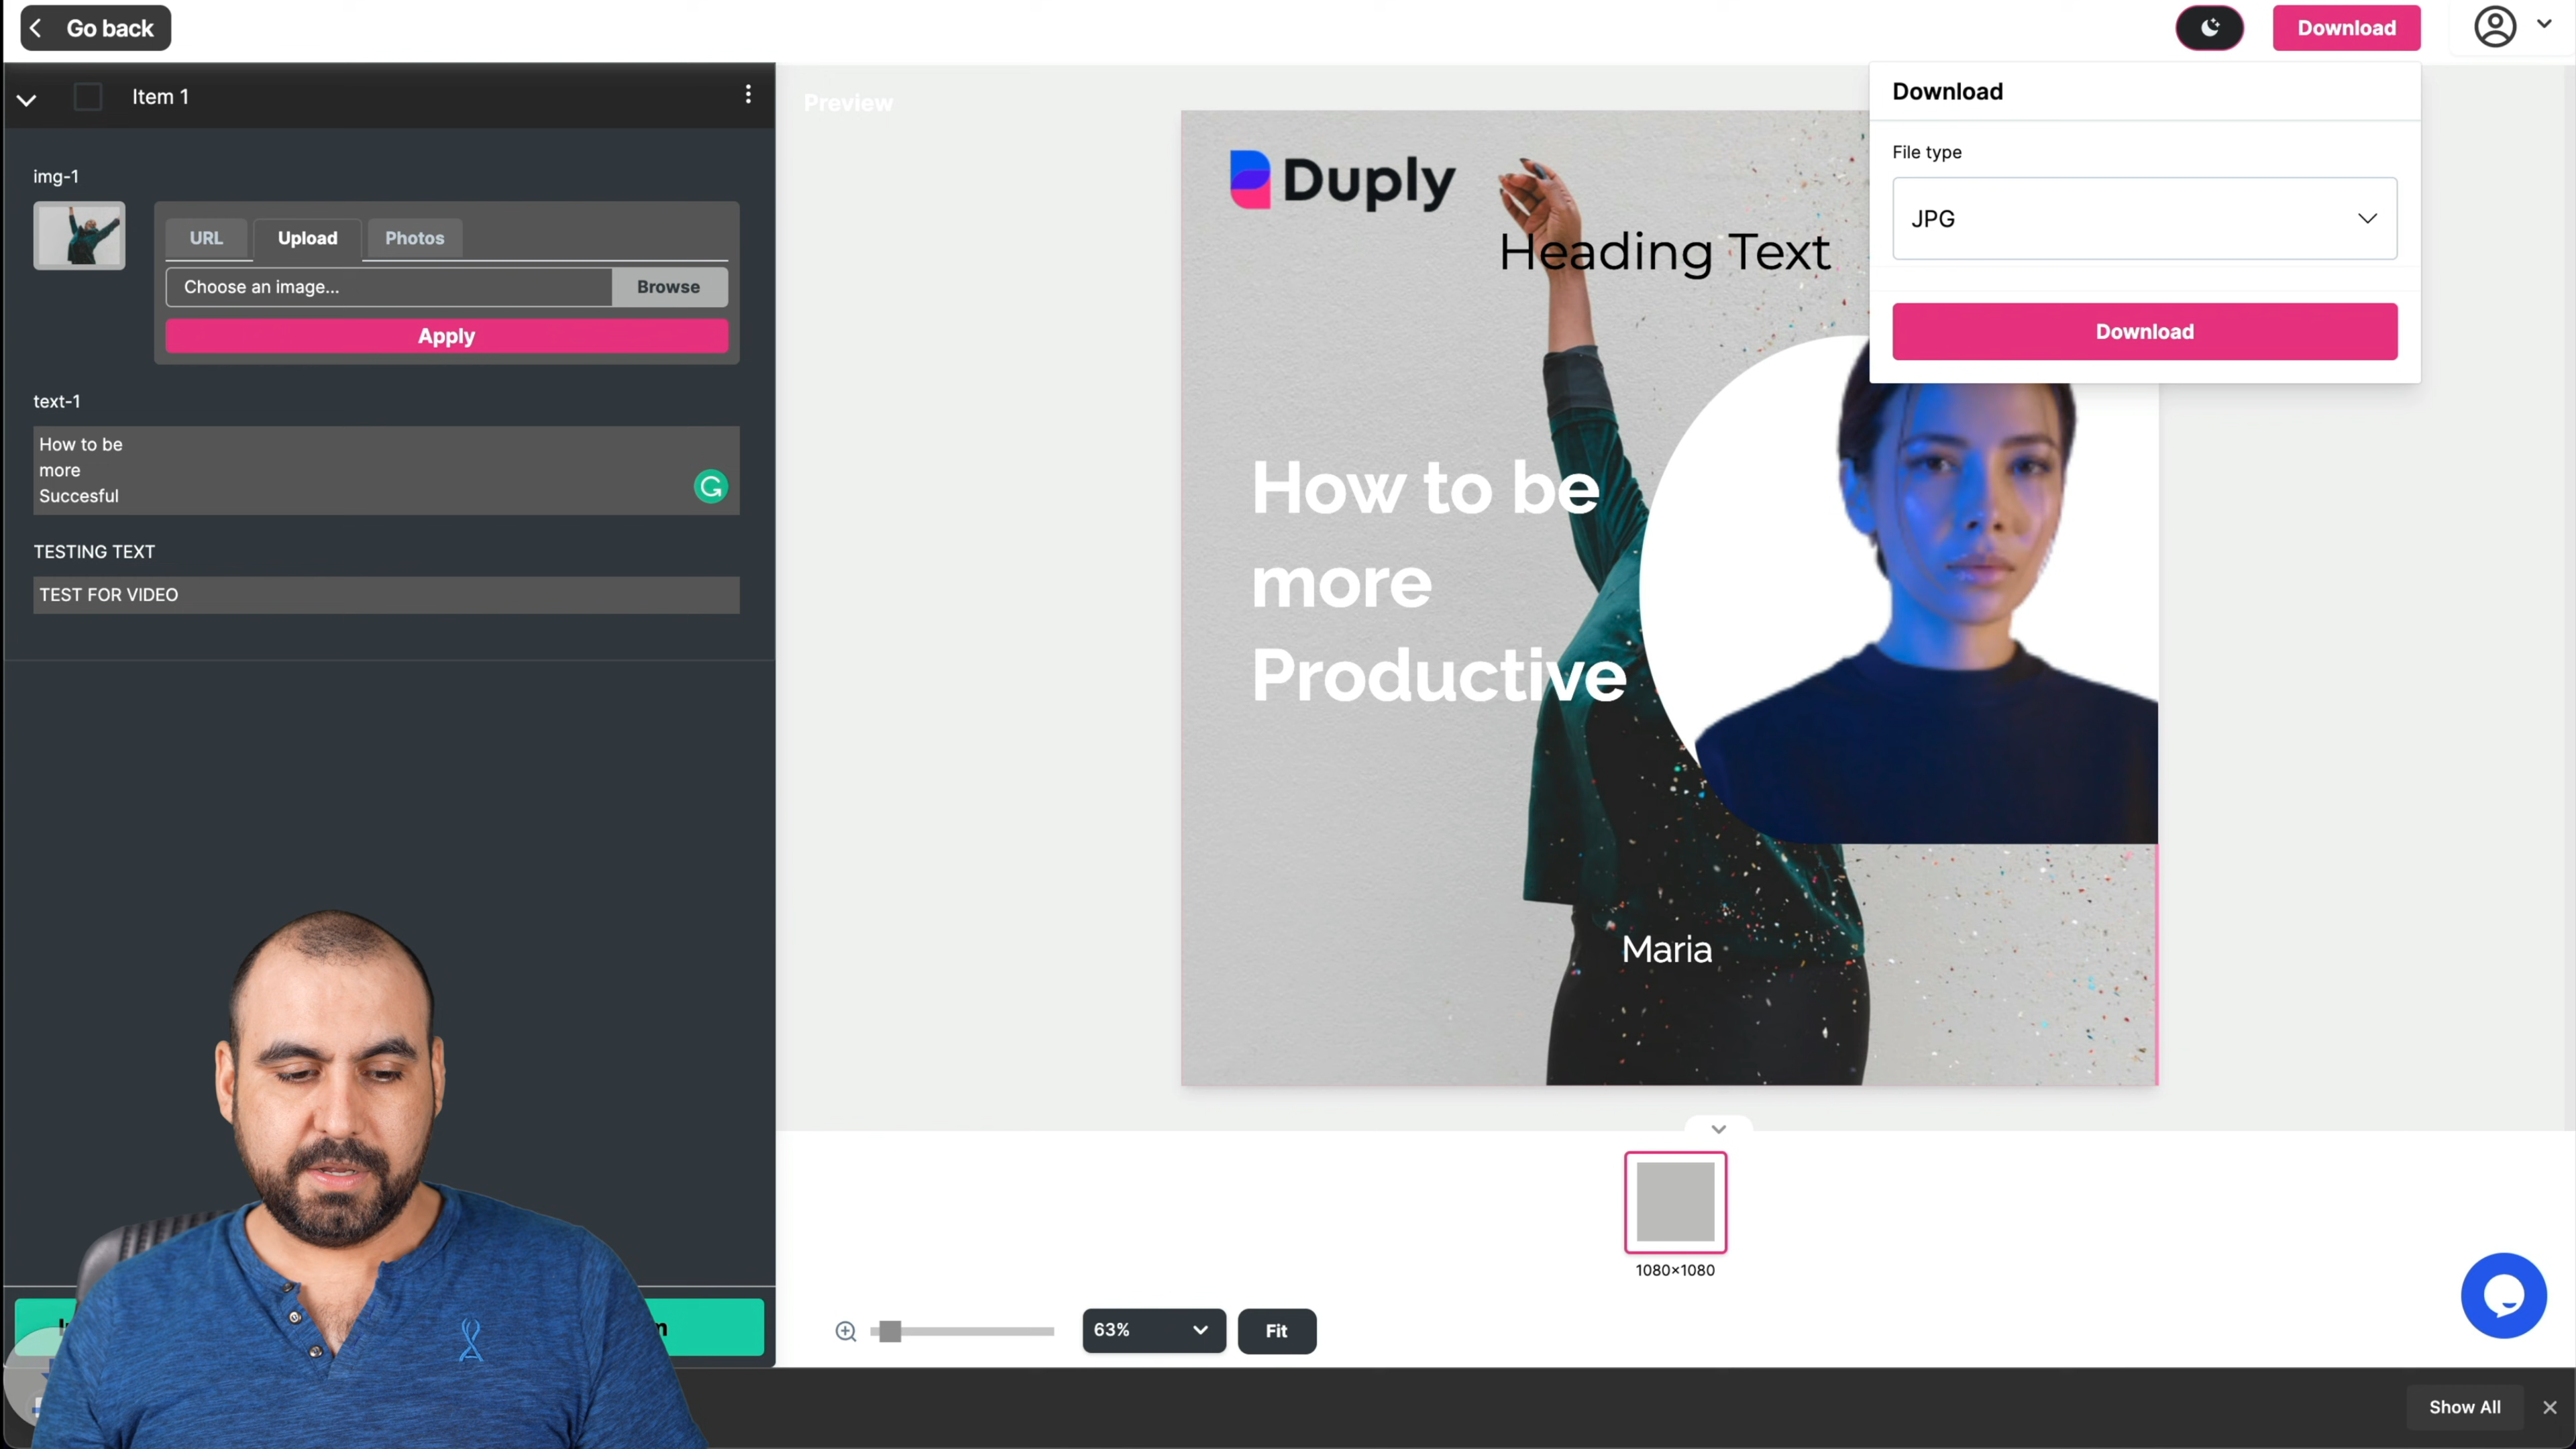 Go back
Download
Item 1
Preview
Download
img-1
File type
JPG
URL
Upload
Photos
Choose an image...
Browse
Apply
Download
Duply
Heading Text
text-1
How to be
more
Succesful
TESTING TEXT
TEST FOR VIDEO
How to be
more
Productive
Maria
1080×1080
63%
Fit
Show All